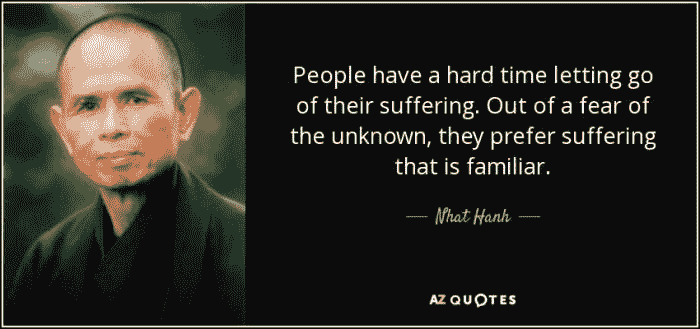 People have a hard time letting go
of their suffering. Out of a fear of
the unknown, they prefer suffering
that is familiar.
Nhat Hanh
AZ QUOTES